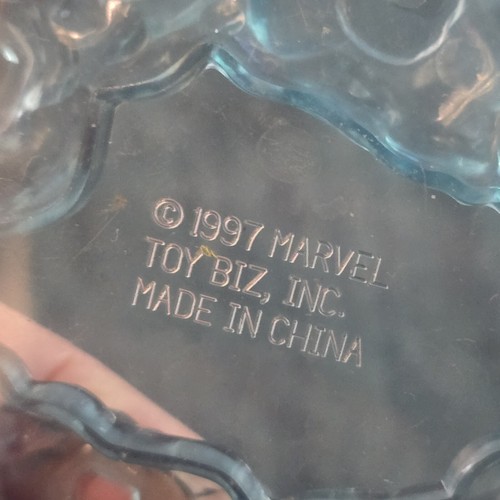 © 1997 MARVEL
TOY BIZ, INC.
MADE IN CHINA